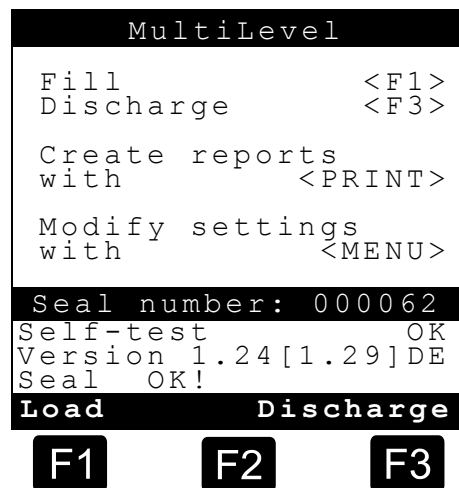 MultiLevel
Fill <F1>
Discharge <F3>
Create reports
with <PRINT>
Modify settings
with <MENU>
Seal number: 000062
Self-test OK
Version 1.24[1.29]DE
Seal OK!
Load Discharge
F1 F2 F3